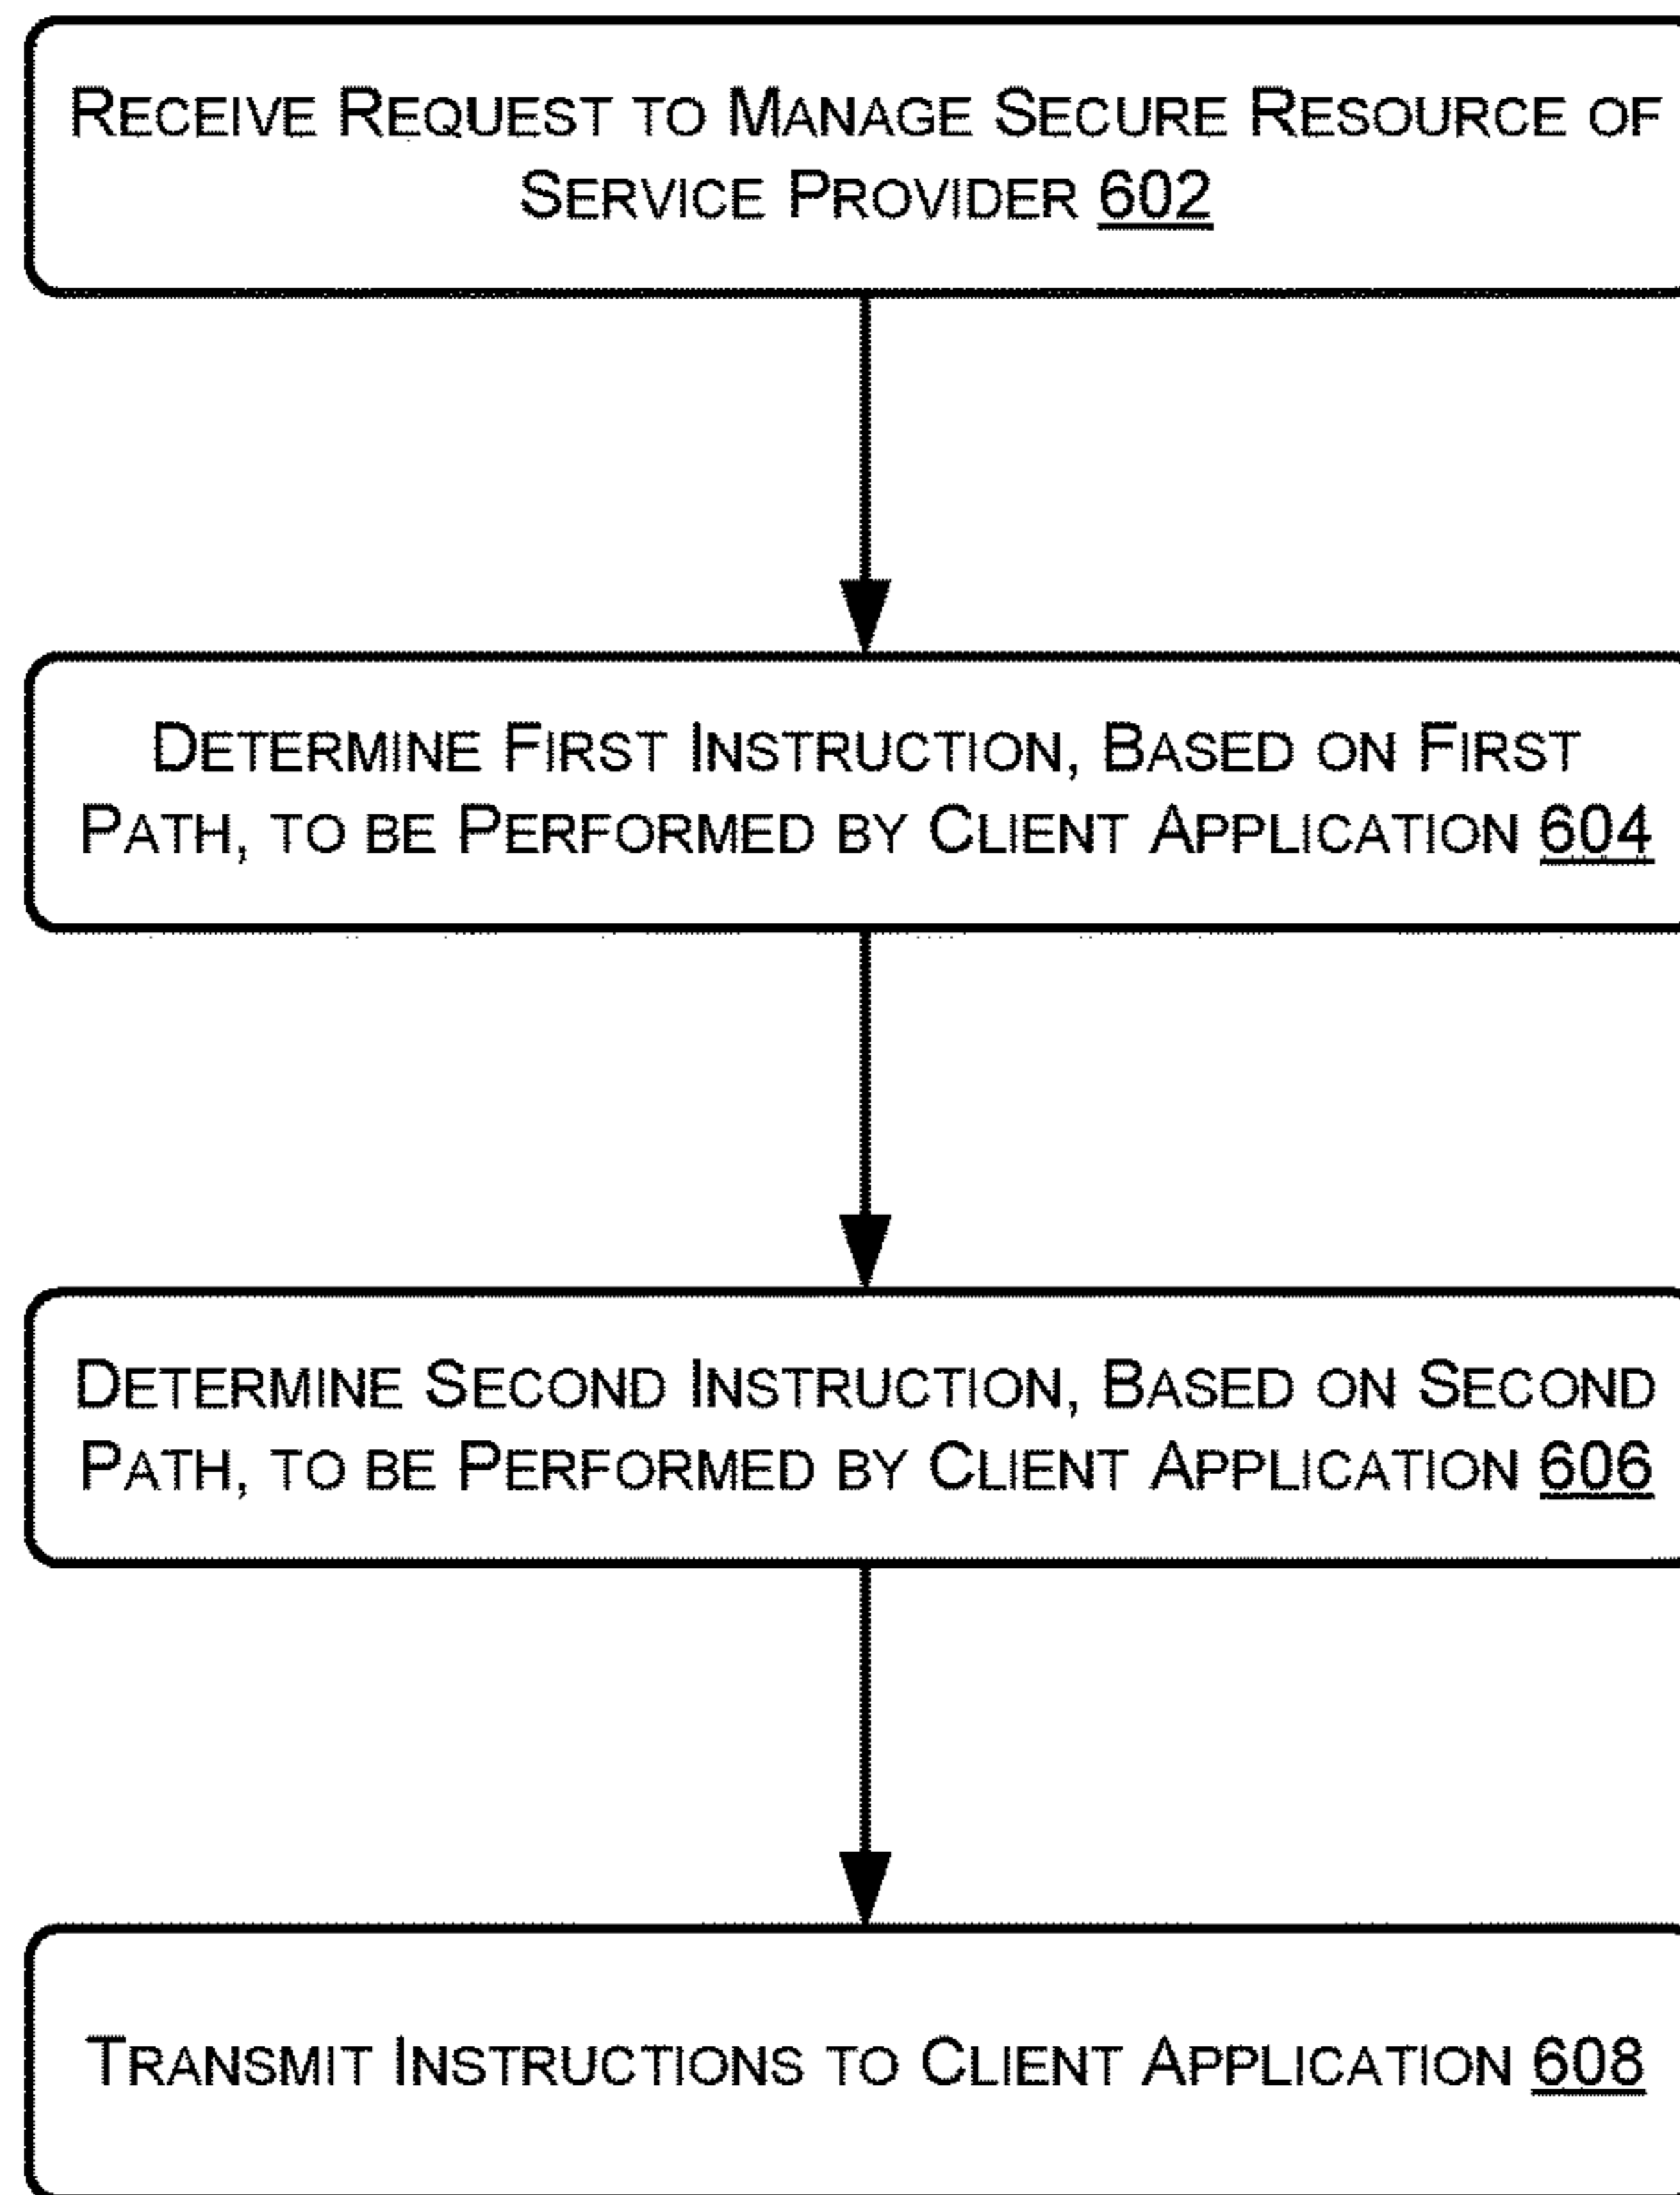 RECEIVE REQUEST TO MANAGE SECURE RESOURCE OF
SERVICE PROVIDER 602
DETERMINE FIRST INSTRUCTION, BASED ON FIRST
PATH, TO BE PERFORMED BY CLIENT APPLICATION 604
DETERMINE SECOND INSTRUCTION, BASED ON SECOND
PATH, TO BE PERFORMED BY CLIENT APPLICATION 606
TRANSMIT INSTRUCTIONS TO CLIENT APPLICATION 608